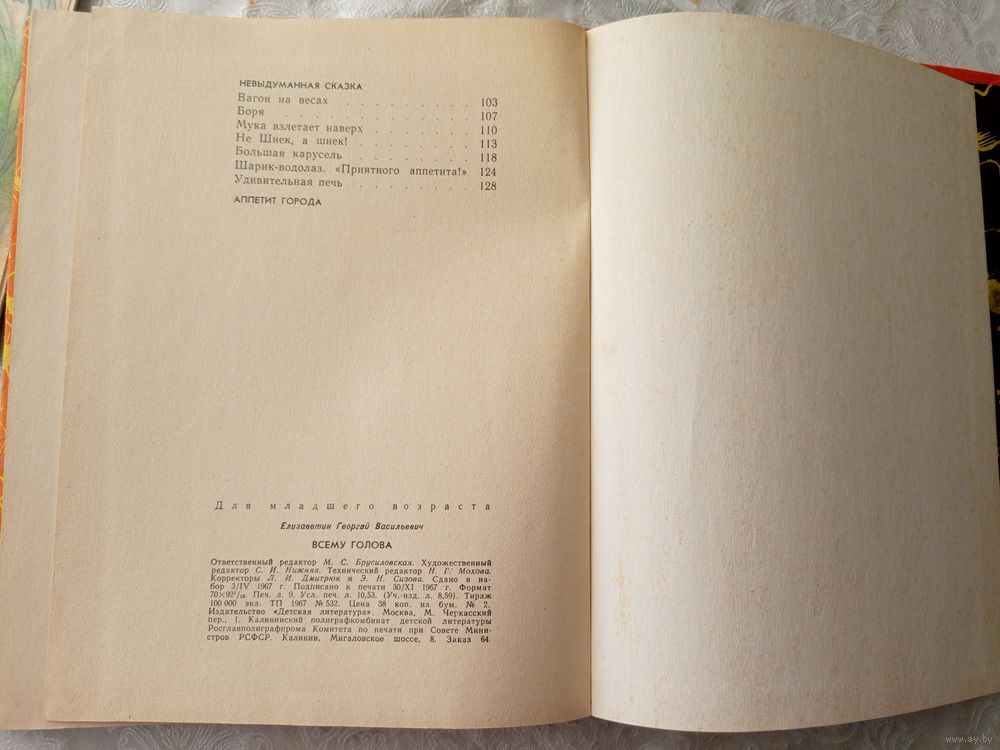 НЕВЫДУМАННАЯ СКАЗКА
Вагон на весах . . . . . . . . . 103
Боря . . . . . . . . . . . 107
Мука взлетает наверх . . . . . . . 110
Не Шнек, а шнек! . . . . . . . . 113
Большая карусель . . . . . . . . 118
Шарик-водолаз. «Приятного аппетита!» 124
Удивительная печь . . . . . . . . 128
АППЕТИТ ГОРОДА
Для младшего возраста
Елизаветин Георгий Васильевич
ВСЕМУ ГОЛОВА
Ответственный редактор М. С. Брусиловская. Художественный
редактор С. И. Нижняя. Технический редактор Н. Г. Мохова.
Корректоры Л. И. Дмитрюк и Э. Н. Сизова. Сдано в на-
бор 3/IV 1967 г. Подписано к печати 30/XI 1967 г. Формат
70×92¹/₁₆. Печ. л. 9. Усл. печ. л. 10,53. (Уч.-изд. л. 8,59). Тираж
100 000 экз. ТП 1967 № 532. Цена 38 коп. на бум. № 2.
Издательство «Детская литература». Москва, М. Черкасский
пер., 1. Калининский полиграфкомбинат детской литературы
Росглавполиграфпрома Комитета по печати при Совете Мини-
стров РСФСР. Калинин, Мигаловское шоссе, 8. Заказ 64.
www.ay.by